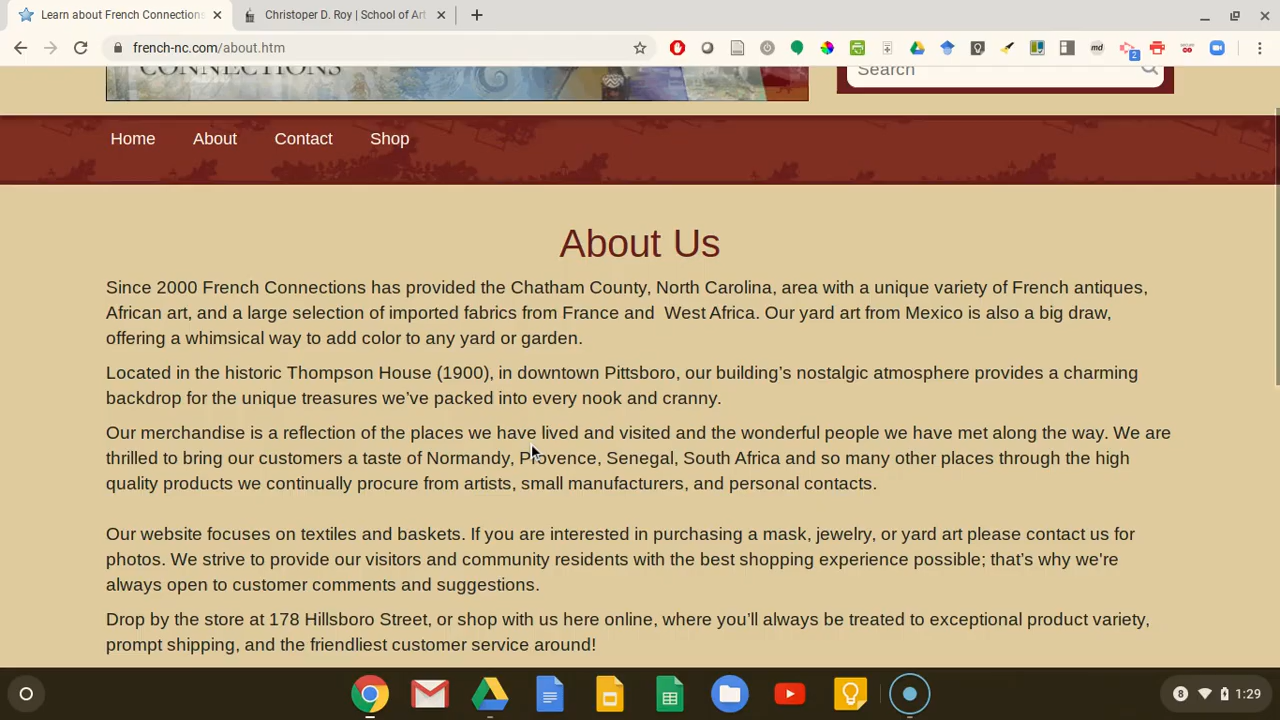 Learn about French Connections
Christoper D. Roy | School of Art
french-nc.com/about.htm
2
CONNECTIONS
Search
Home About Contact Shop
About Us
Since 2000 French Connections has provided the Chatham County, North Carolina, area with a unique variety of French antiques,
African art, and a large selection of imported fabrics from France and West Africa. Our yard art from Mexico is also a big draw,
offering a whimsical way to add color to any yard or garden.
Located in the historic Thompson House (1900), in downtown Pittsboro, our building’s nostalgic atmosphere provides a charming
backdrop for the unique treasures we’ve packed into every nook and cranny.
Our merchandise is a reflection of the places we have lived and visited and the wonderful people we have met along the way. We are
thrilled to bring our customers a taste of Normandy, Provence, Senegal, South Africa and so many other places through the high
quality products we continually procure from artists, small manufacturers, and personal contacts.
Our website focuses on textiles and baskets. If you are interested in purchasing a mask, jewelry, or yard art please contact us for
photos. We strive to provide our visitors and community residents with the best shopping experience possible; that’s why we're
always open to customer comments and suggestions.
Drop by the store at 178 Hillsboro Street, or shop with us here online, where you’ll always be treated to exceptional product variety,
prompt shipping, and the friendliest customer service around!
8 1:29